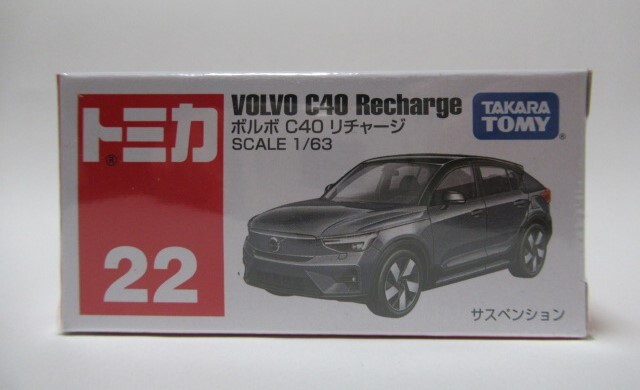 トミカ®
22
VOLVO C40 Recharge
ボルボ C40 リチャージ
SCALE 1/63
TAKARA
TOMY
サスペンション